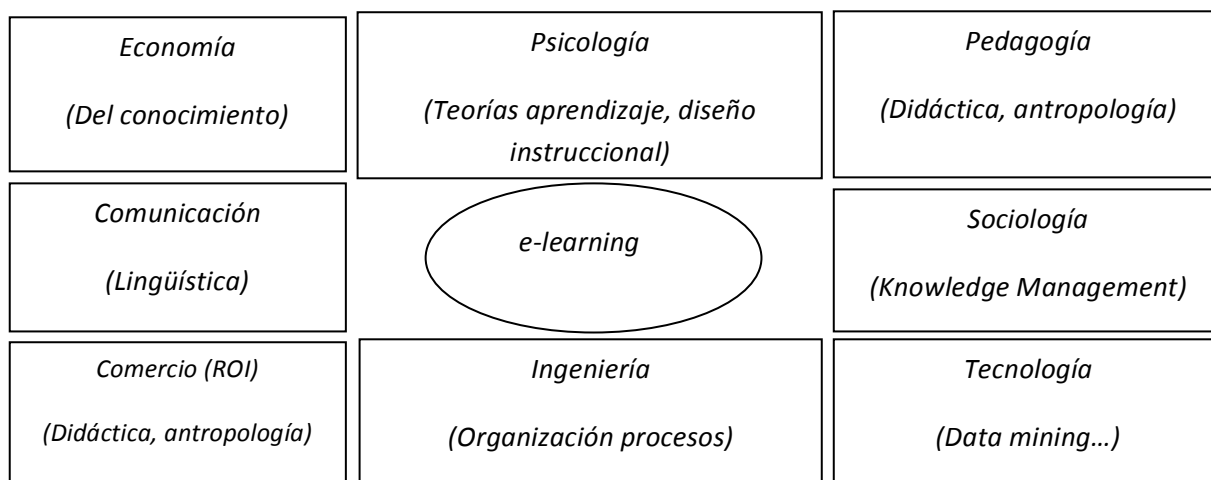 Economía
(Del conocimiento)
Psicología
(Teorías aprendizaje, diseño
instruccional)
Pedagogía
(Didáctica, antropología)
Comunicación
(Lingüística)
e-learning
Sociología
(Knowledge Management)
Comercio (ROI)
(Didáctica, antropología)
Ingeniería
(Organización procesos)
Tecnología
(Data mining…)